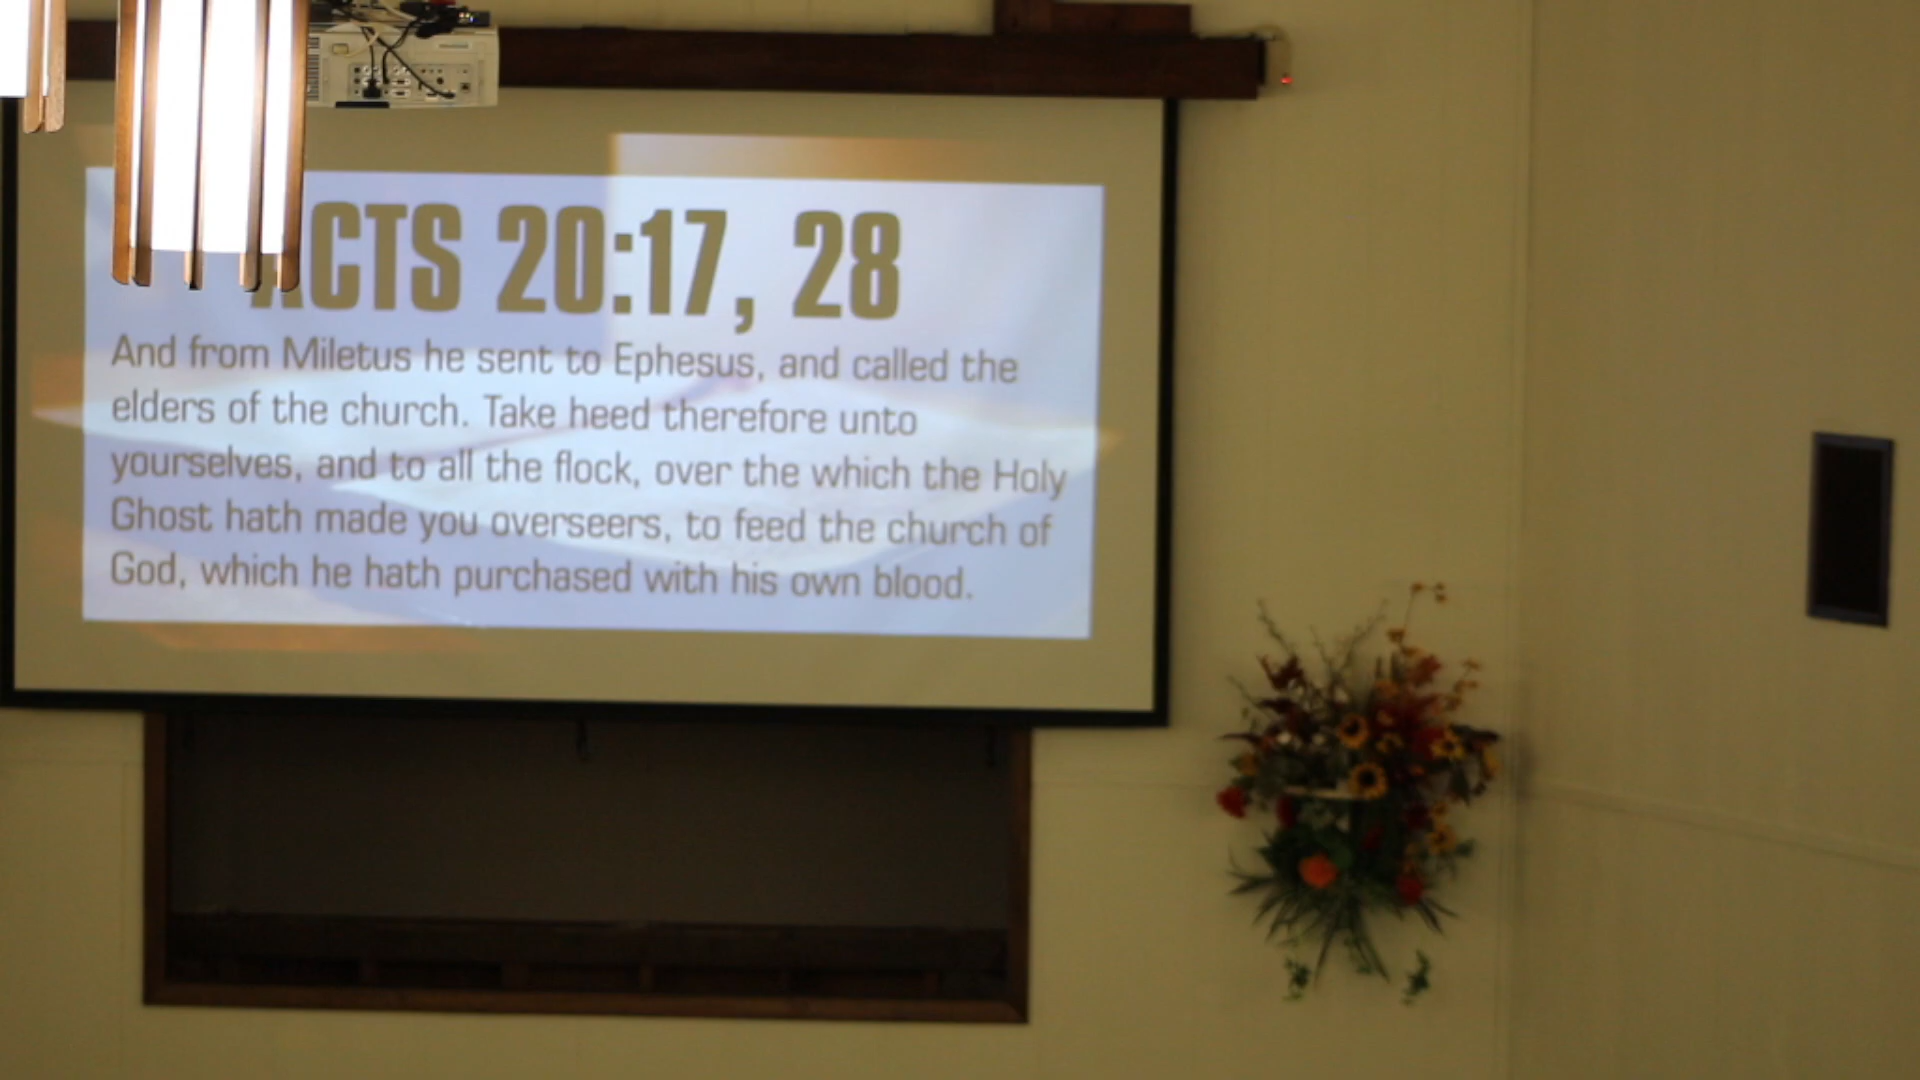 ACTS 20:17, 28
And from Miletus he sent to Ephesus, and called the
elders of the church. Take heed therefore unto
yourselves, and to all the flock, over the which the Holy
Ghost hath made you overseers, to feed the church of
God, which he hath purchased with his own blood.